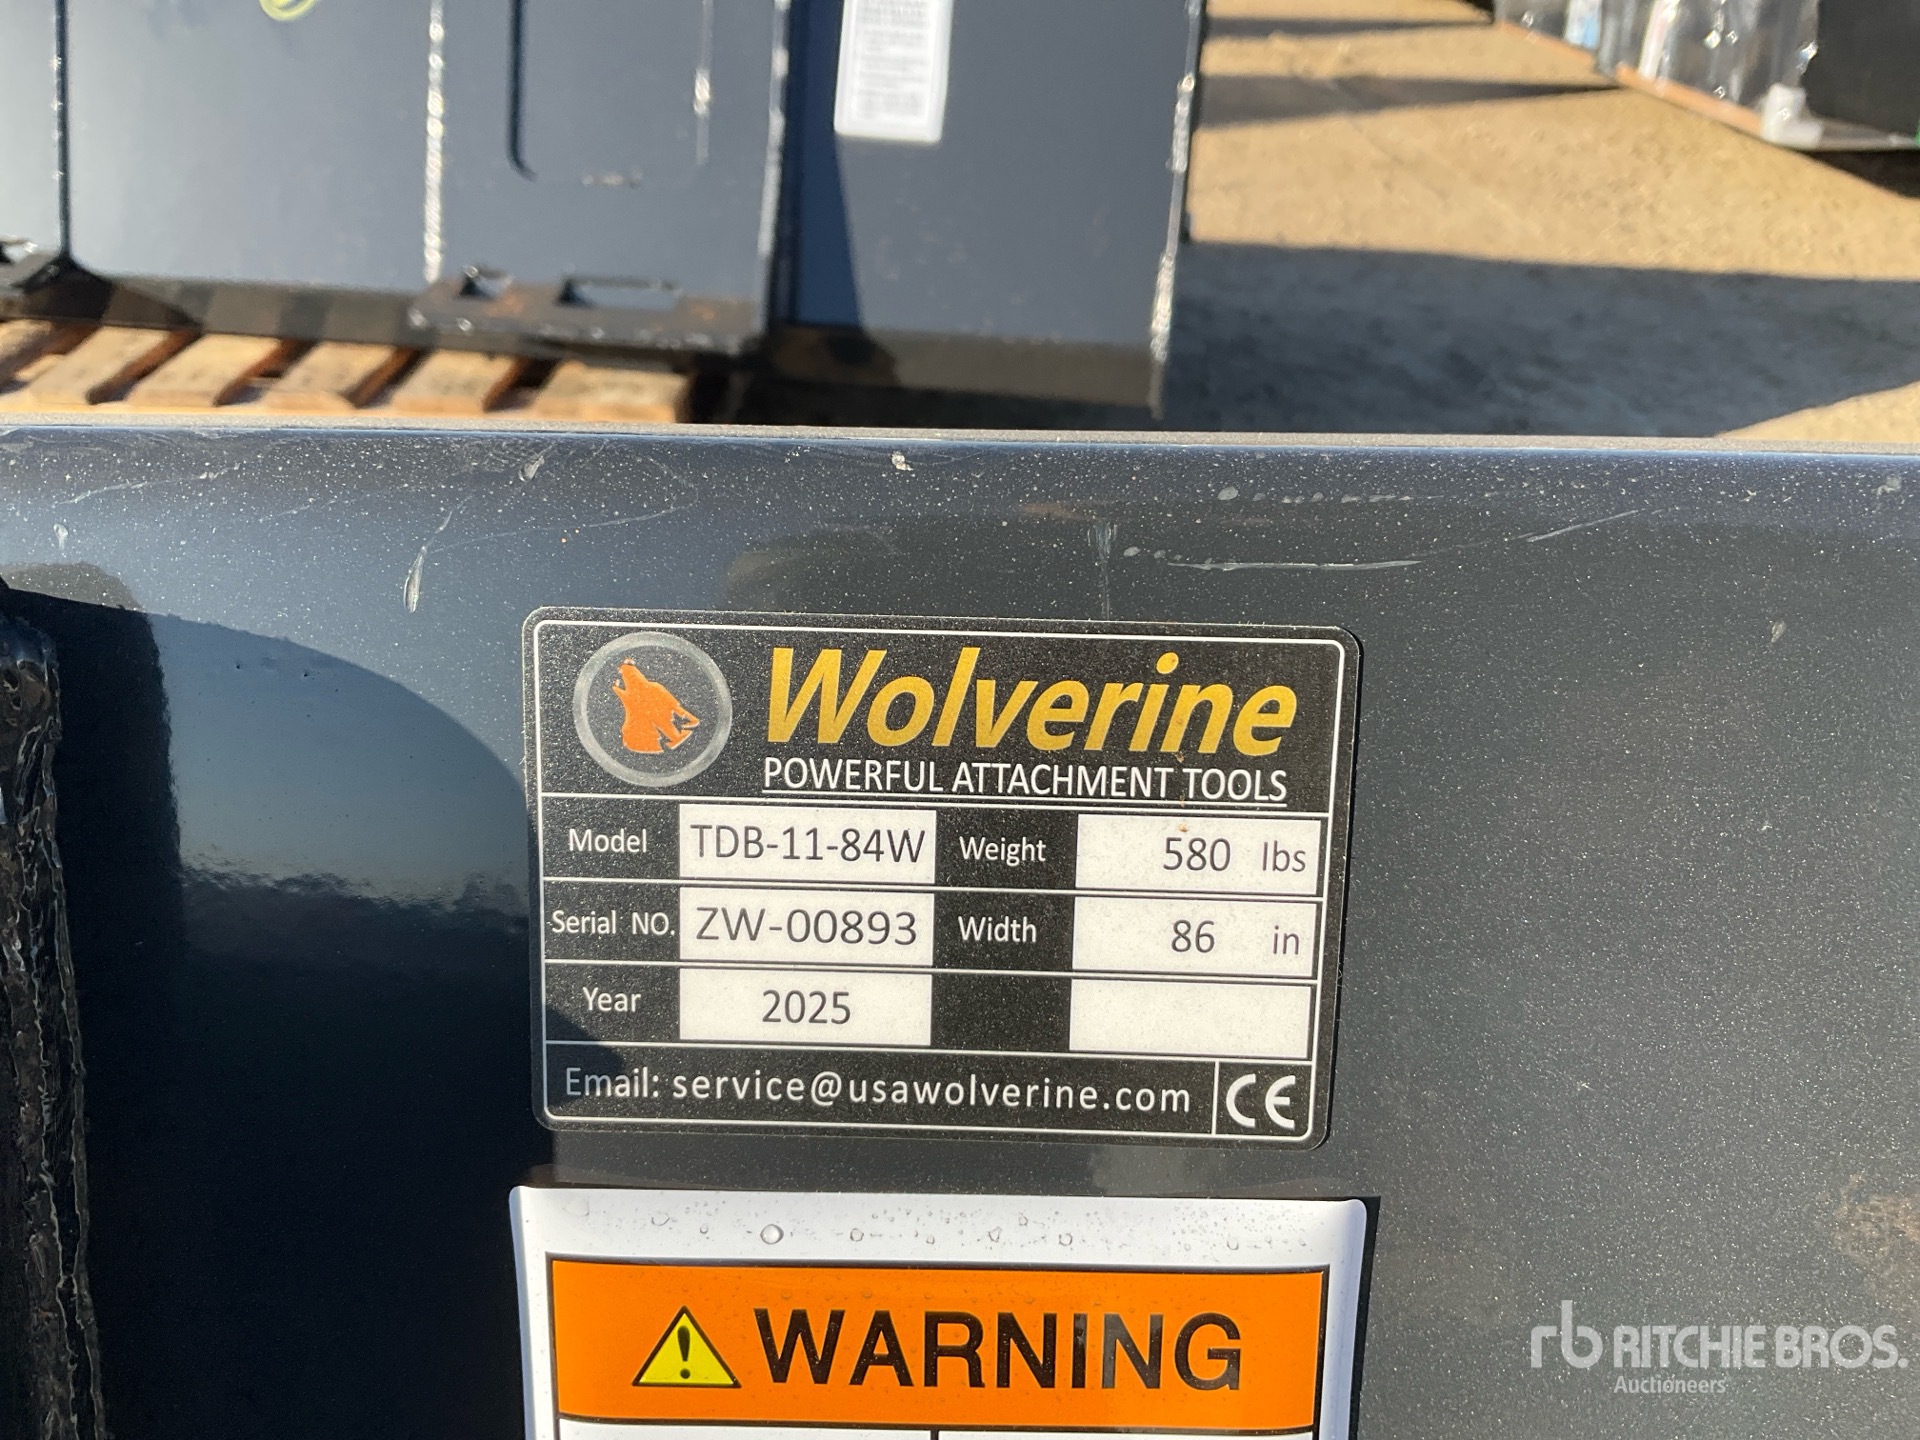 Wolverine
POWERFUL ATTACHMENT TOOLS
Model TDB-11-84W Weight 580 lbs
Serial NO. ZW-00893 Width 86 in
Year 2025
Email: service@usawolverine.com CE
WARNING
rb RITCHIE BROS.
Auctioneers